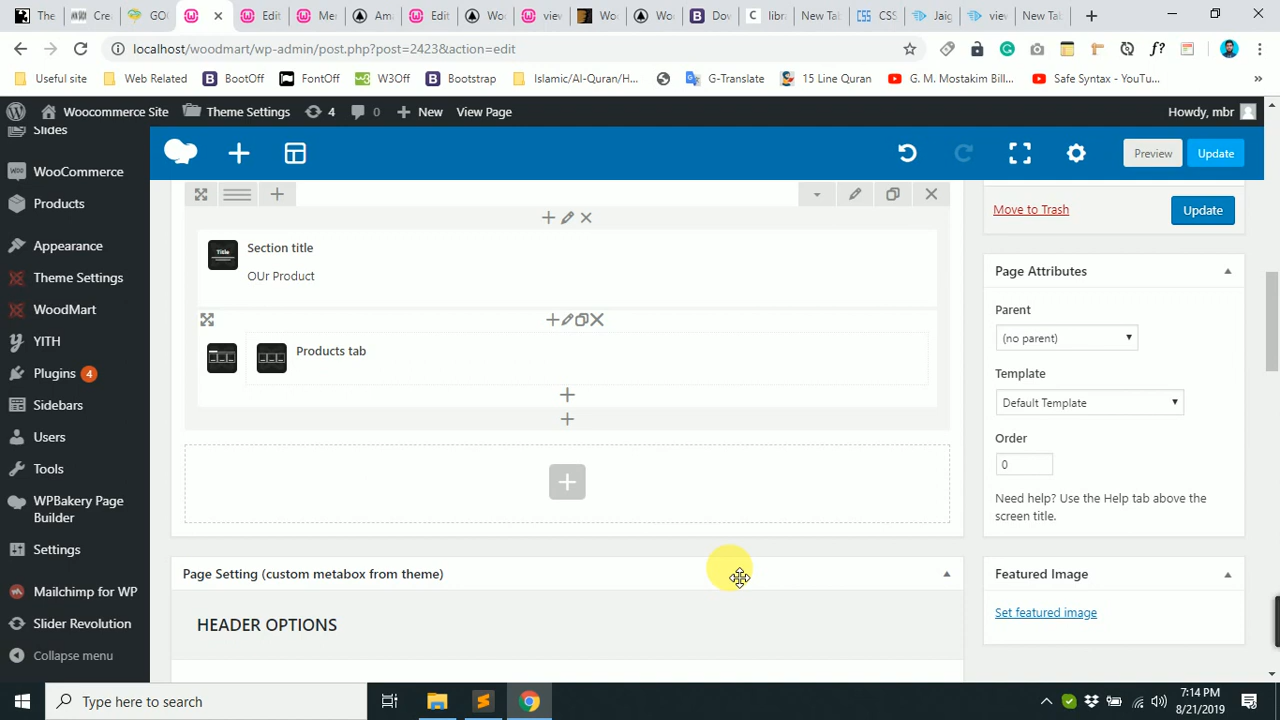 The
Cre
GO
Edi
Me
Am
Edi
Wo
view
Wo
Wo
Dov
libr
New Tab
CSS
Jaig
view
New Tab
localhost/woodmart/wp-admin/post.php?post=2423&action=edit
Useful site
Web Related
BootOff
FontOff
W3Off
Bootstrap
Islamic/Al-Quran/H...
G-Translate
15 Line Quran
G. M. Mostakim Bill...
Safe Syntax - YouTu...
»
Woocommerce Site
Theme Settings
4
0
New
View Page
Howdy, mbr
Slides
WooCommerce
Products
Appearance
Theme Settings
WoodMart
YITH
Plugins 4
Sidebars
Users
Tools
WPBakery Page
Builder
Settings
Mailchimp for WP
Slider Revolution
Collapse menu
Preview
Update
Section title
OUr Product
Products tab
Page Setting (custom metabox from theme)
HEADER OPTIONS
Move to Trash
Update
Page Attributes
Parent
(no parent)
Template
Default Template
Order
0
Need help? Use the Help tab above the
screen title.
Featured Image
Set featured image
Type here to search
7:14 PM
8/21/2019